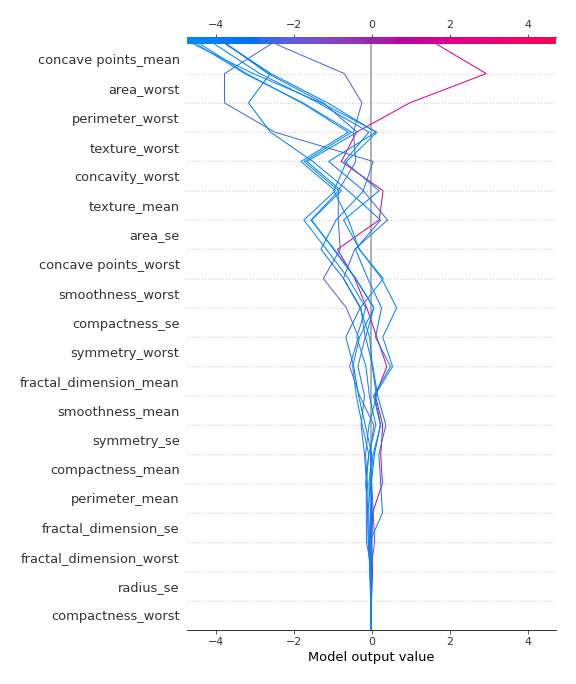 −4 −2 0 2 4
concave points_mean
area_worst
perimeter_worst
texture_worst
concavity_worst
texture_mean
area_se
concave points_worst
smoothness_worst
compactness_se
symmetry_worst
fractal_dimension_mean
smoothness_mean
symmetry_se
compactness_mean
perimeter_mean
fractal_dimension_se
fractal_dimension_worst
radius_se
compactness_worst
−4 −2 0 2 4
Model output value